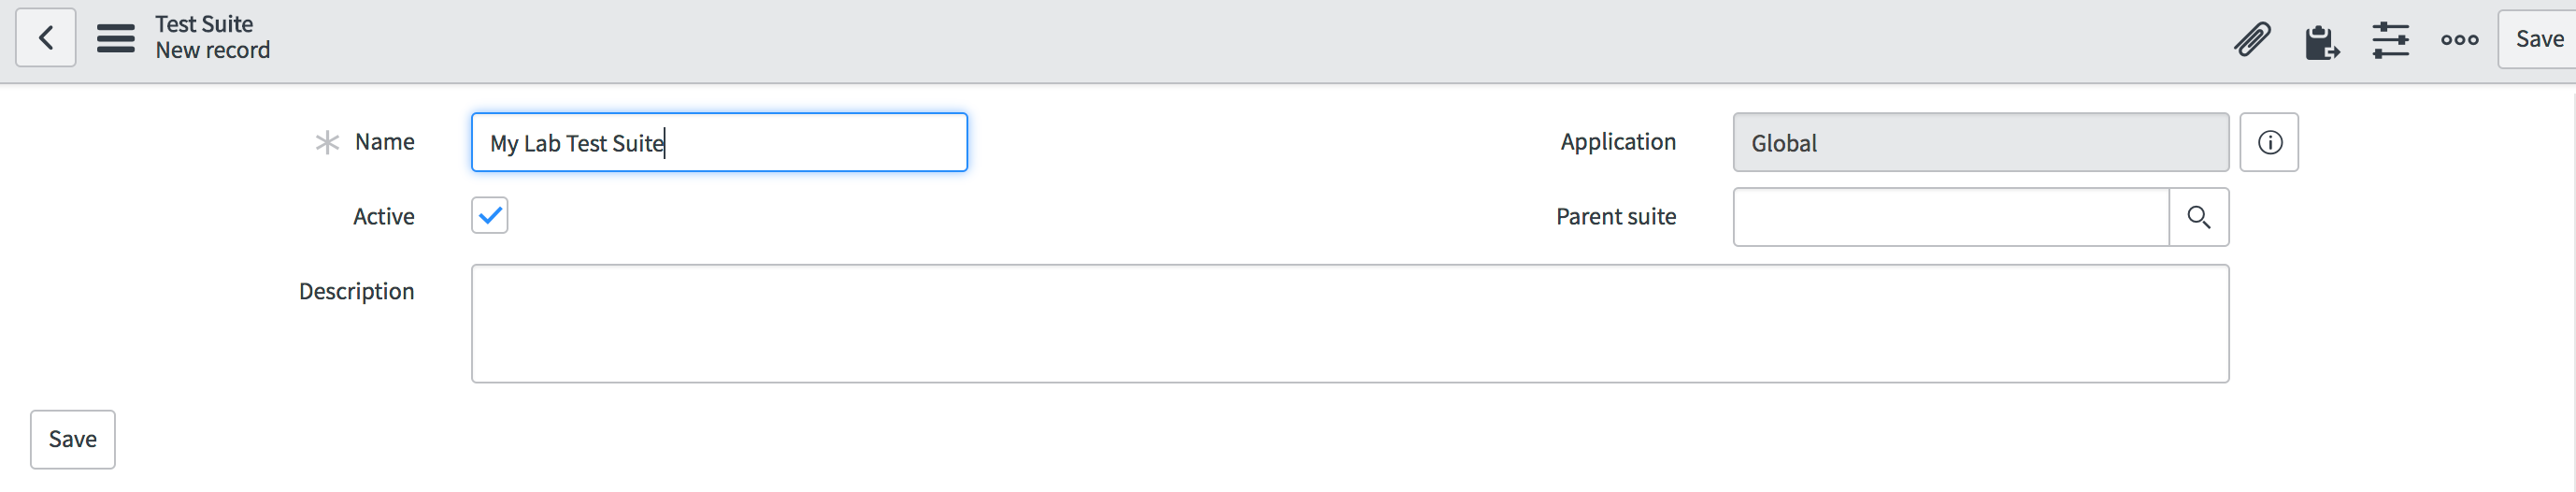 Test Suite
New record
Save
Name
My Lab Test Suite
Application
Global
Active
Parent suite
Description
Save